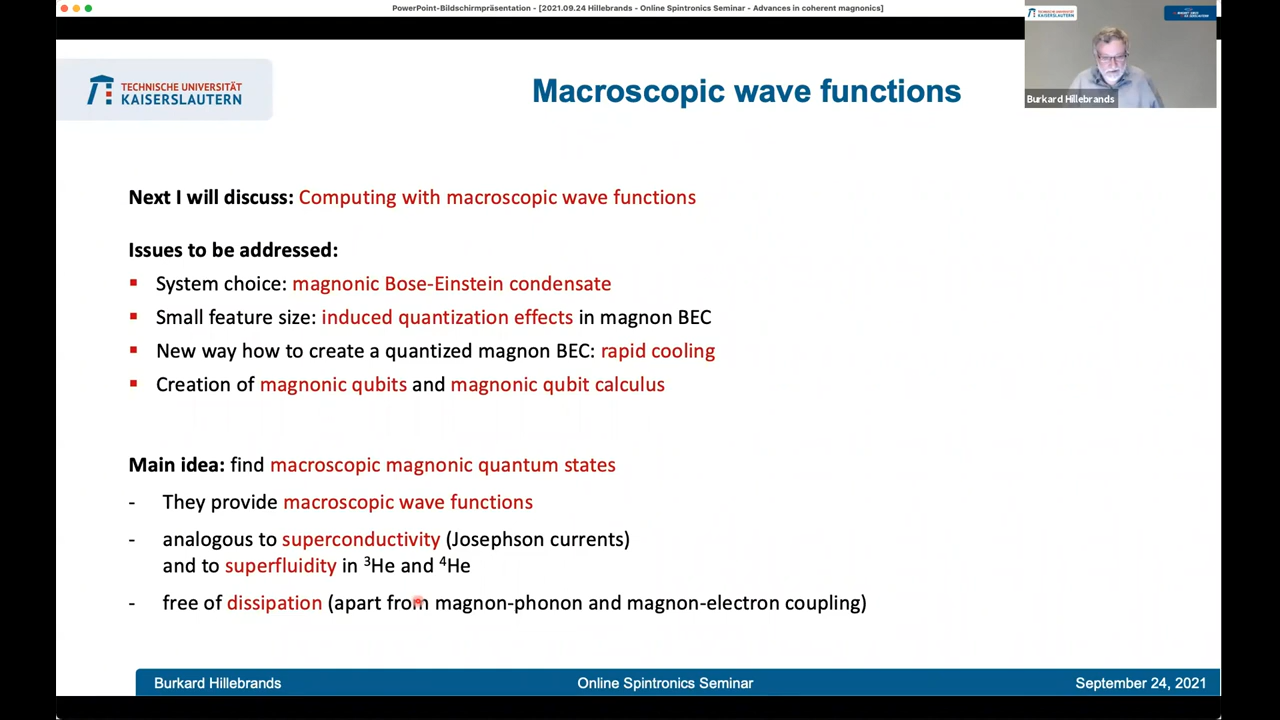 PowerPoint-Bildschirmpräsentation - [2021.09.24 Hillebrands - Online Spintronics Seminar - Advances in coherent magnonics]
TECHNISCHE UNIVERSITÄT
KAISERSLAUTERN
Macroscopic wave functions
TECHNISCHE UNIVERSITÄT
KAISERSLAUTERN
Burkard Hillebrands
Next I will discuss: Computing with macroscopic wave functions
Issues to be addressed:
▪ System choice: magnonic Bose-Einstein condensate
▪ Small feature size: induced quantization effects in magnon BEC
▪ New way how to create a quantized magnon BEC: rapid cooling
▪ Creation of magnonic qubits and magnonic qubit calculus
Main idea: find macroscopic magnonic quantum states
- They provide macroscopic wave functions
- analogous to superconductivity (Josephson currents)
and to superfluidity in ³He and ⁴He
- free of dissipation (apart from magnon-phonon and magnon-electron coupling)
Burkard Hillebrands
Online Spintronics Seminar
September 24, 2021